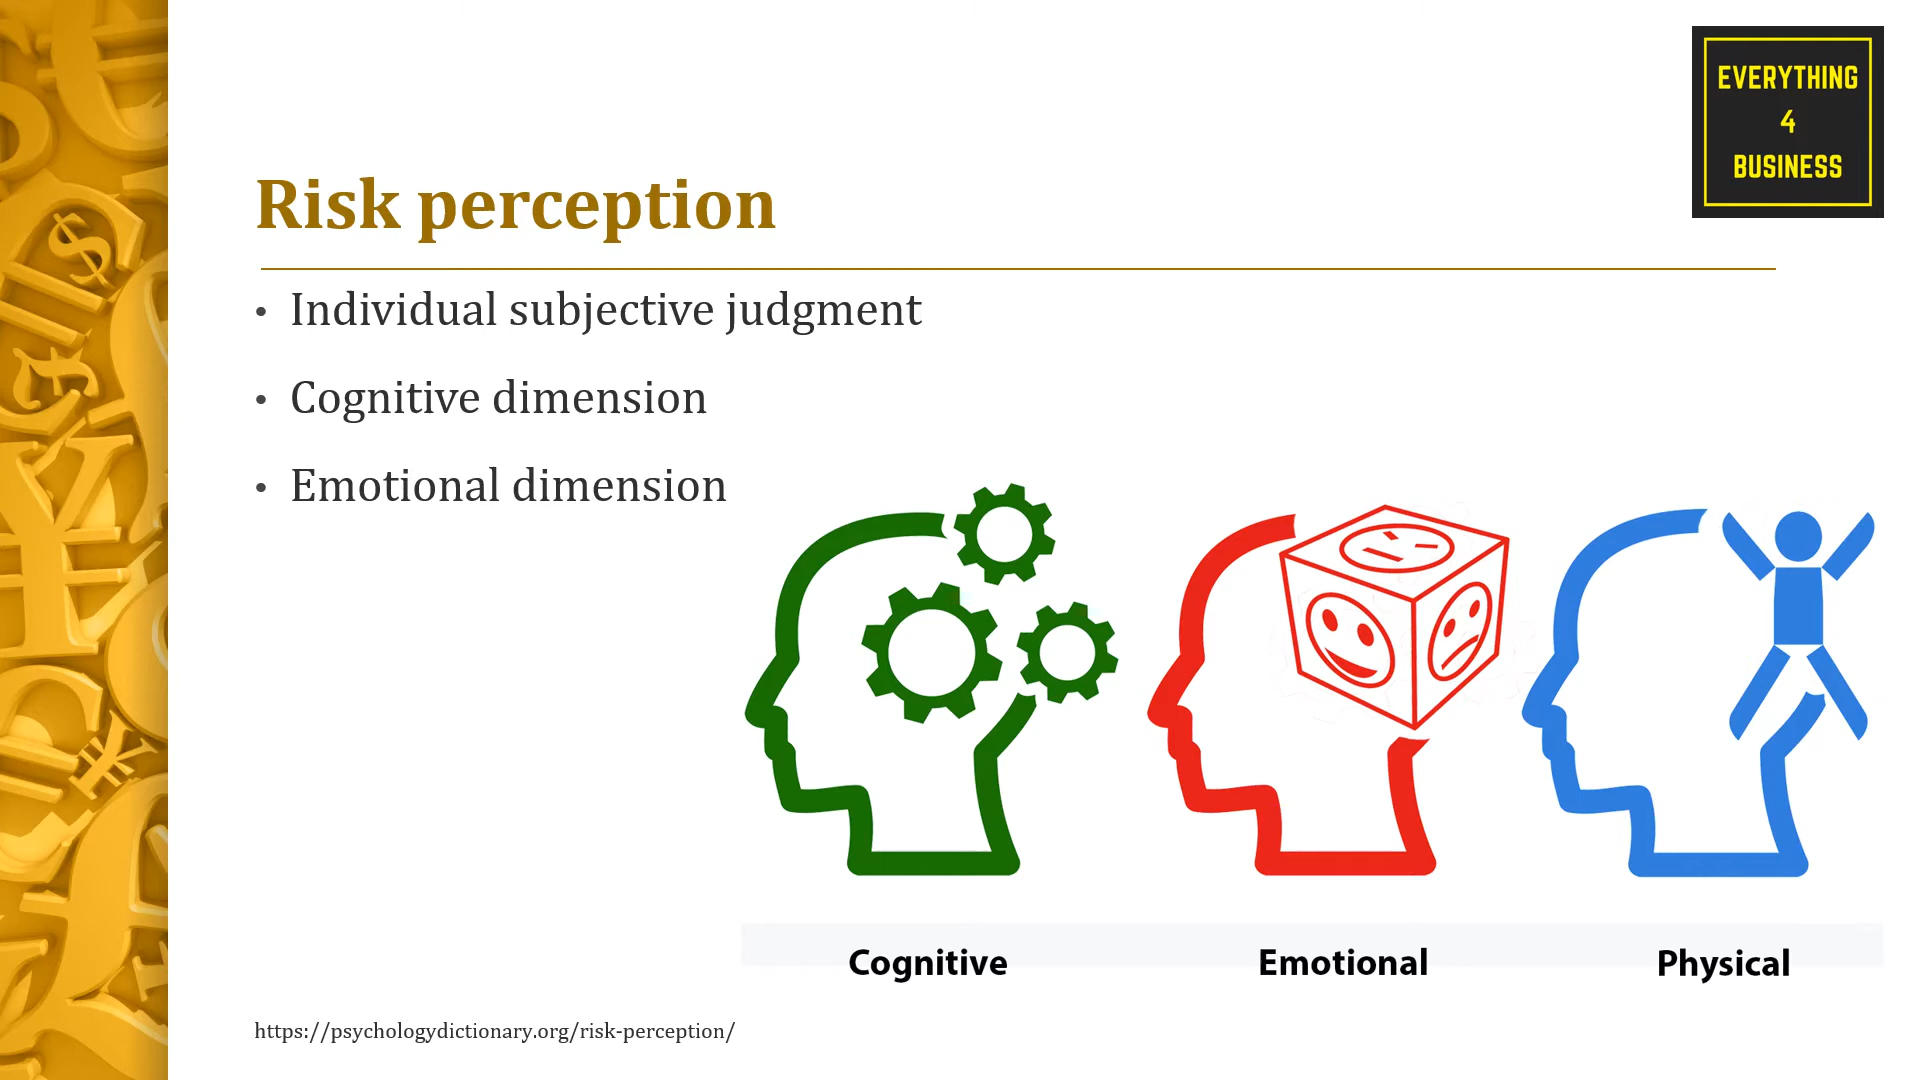 EVERYTHING
4
BUSINESS
Risk perception
• Individual subjective judgment
• Cognitive dimension
• Emotional dimension
Cognitive
Emotional
Physical
https://psychologydictionary.org/risk-perception/